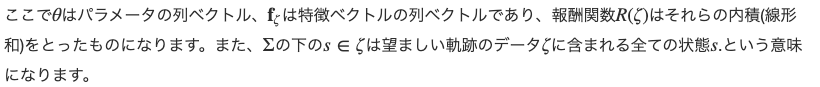 ここでθはパラメータの列ベクトル、f_ζは特徴ベクトルの列ベクトルであり、報酬関数R(ζ)はそれらの内積(線形
和)をとったものになります。また、Σの下のs ∈ ζは望ましい軌跡のデータζに含まれる全ての状態s.という意味
になります。